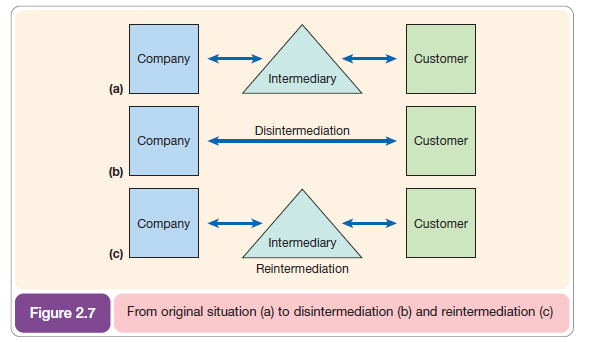 Company
Intermediary
Customer
(a)
Company
Disintermediation
Customer
(b)
Company
Intermediary
Customer
(c)
Reintermediation
Figure 2.7
From original situation (a) to disintermediation (b) and reintermediation (c)